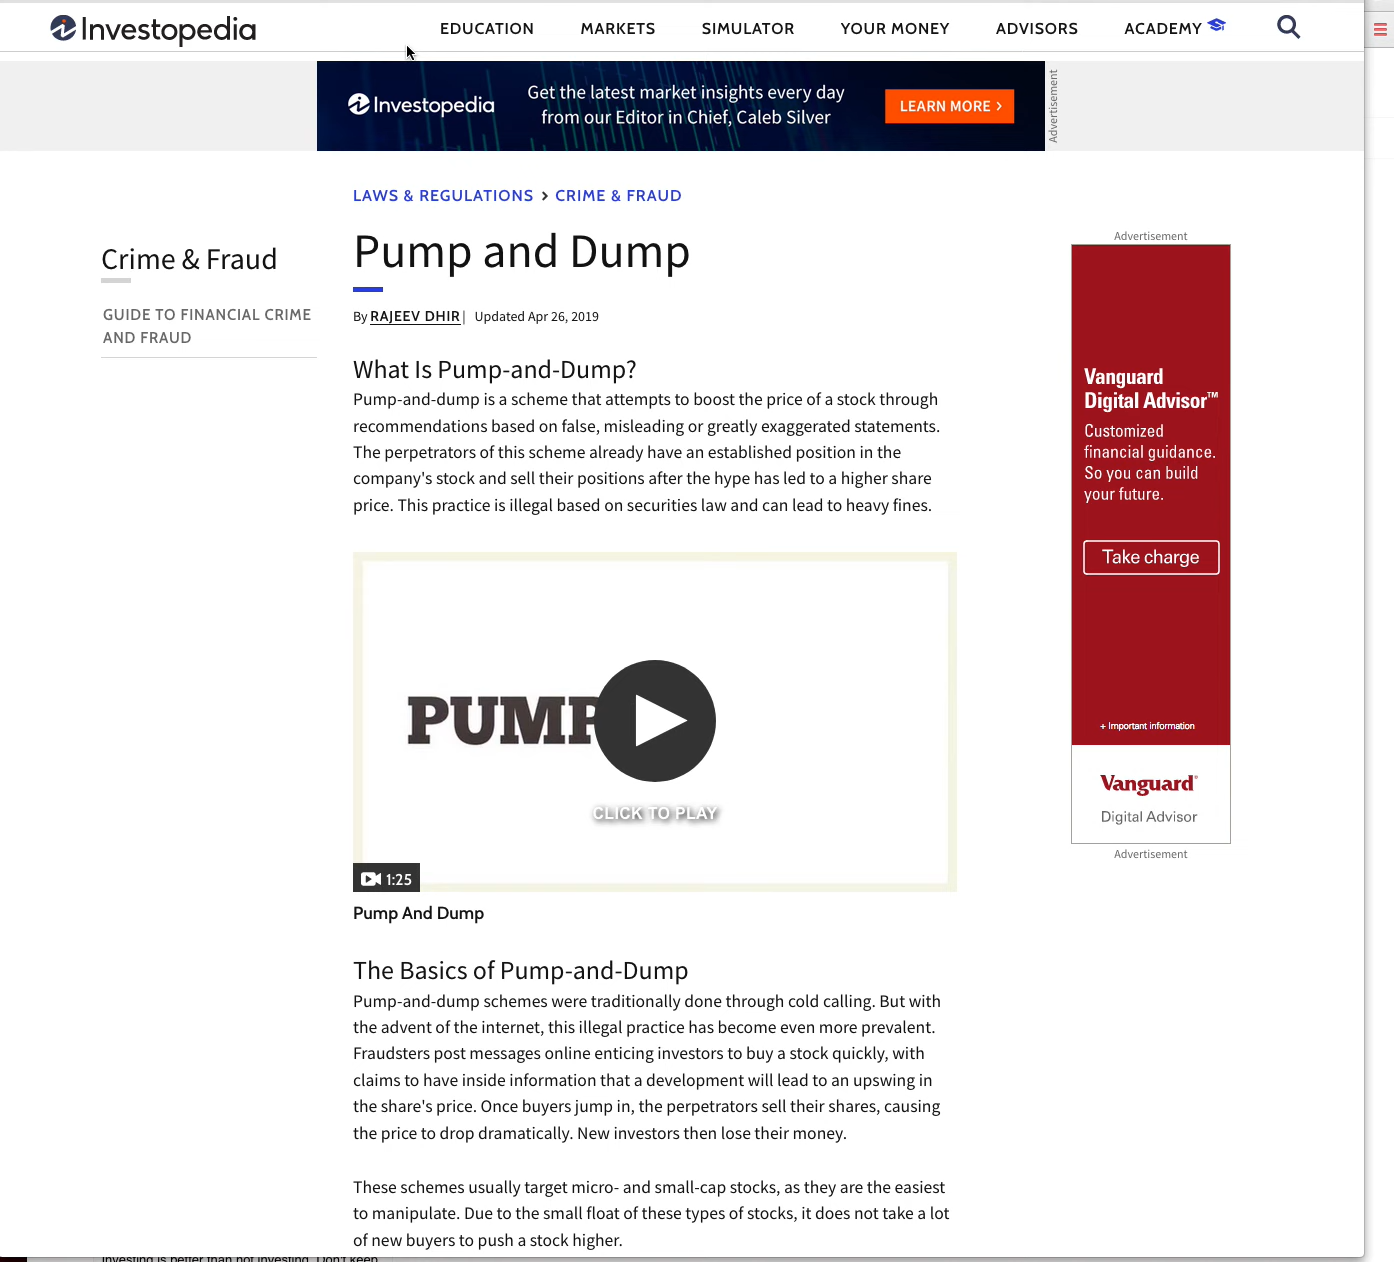 Investopedia
EDUCATION MARKETS SIMULATOR YOUR MONEY ADVISORS ACADEMY
Investopedia
Get the latest market insights every day
from our Editor in Chief, Caleb Silver
LEARN MORE >
Advertisement
LAWS & REGULATIONS > CRIME & FRAUD
Crime & Fraud
GUIDE TO FINANCIAL CRIME
AND FRAUD
Pump and Dump
By RAJEEV DHIR | Updated Apr 26, 2019
What Is Pump-and-Dump?
Pump-and-dump is a scheme that attempts to boost the price of a stock through
recommendations based on false, misleading or greatly exaggerated statements.
The perpetrators of this scheme already have an established position in the
company's stock and sell their positions after the hype has led to a higher share
price. This practice is illegal based on securities law and can lead to heavy fines.
PUMP
CLICK TO PLAY
1:25
Pump And Dump
The Basics of Pump-and-Dump
Pump-and-dump schemes were traditionally done through cold calling. But with
the advent of the internet, this illegal practice has become even more prevalent.
Fraudsters post messages online enticing investors to buy a stock quickly, with
claims to have inside information that a development will lead to an upswing in
the share's price. Once buyers jump in, the perpetrators sell their shares, causing
the price to drop dramatically. New investors then lose their money.
These schemes usually target micro- and small-cap stocks, as they are the easiest
to manipulate. Due to the small float of these types of stocks, it does not take a lot
of new buyers to push a stock higher.
Advertisement
Vanguard
Digital Advisor™
Customized
financial guidance.
So you can build
your future.
Take charge
+ Important information
Vanguard®
Digital Advisor
Advertisement
investing is better than not investing. Don't keep